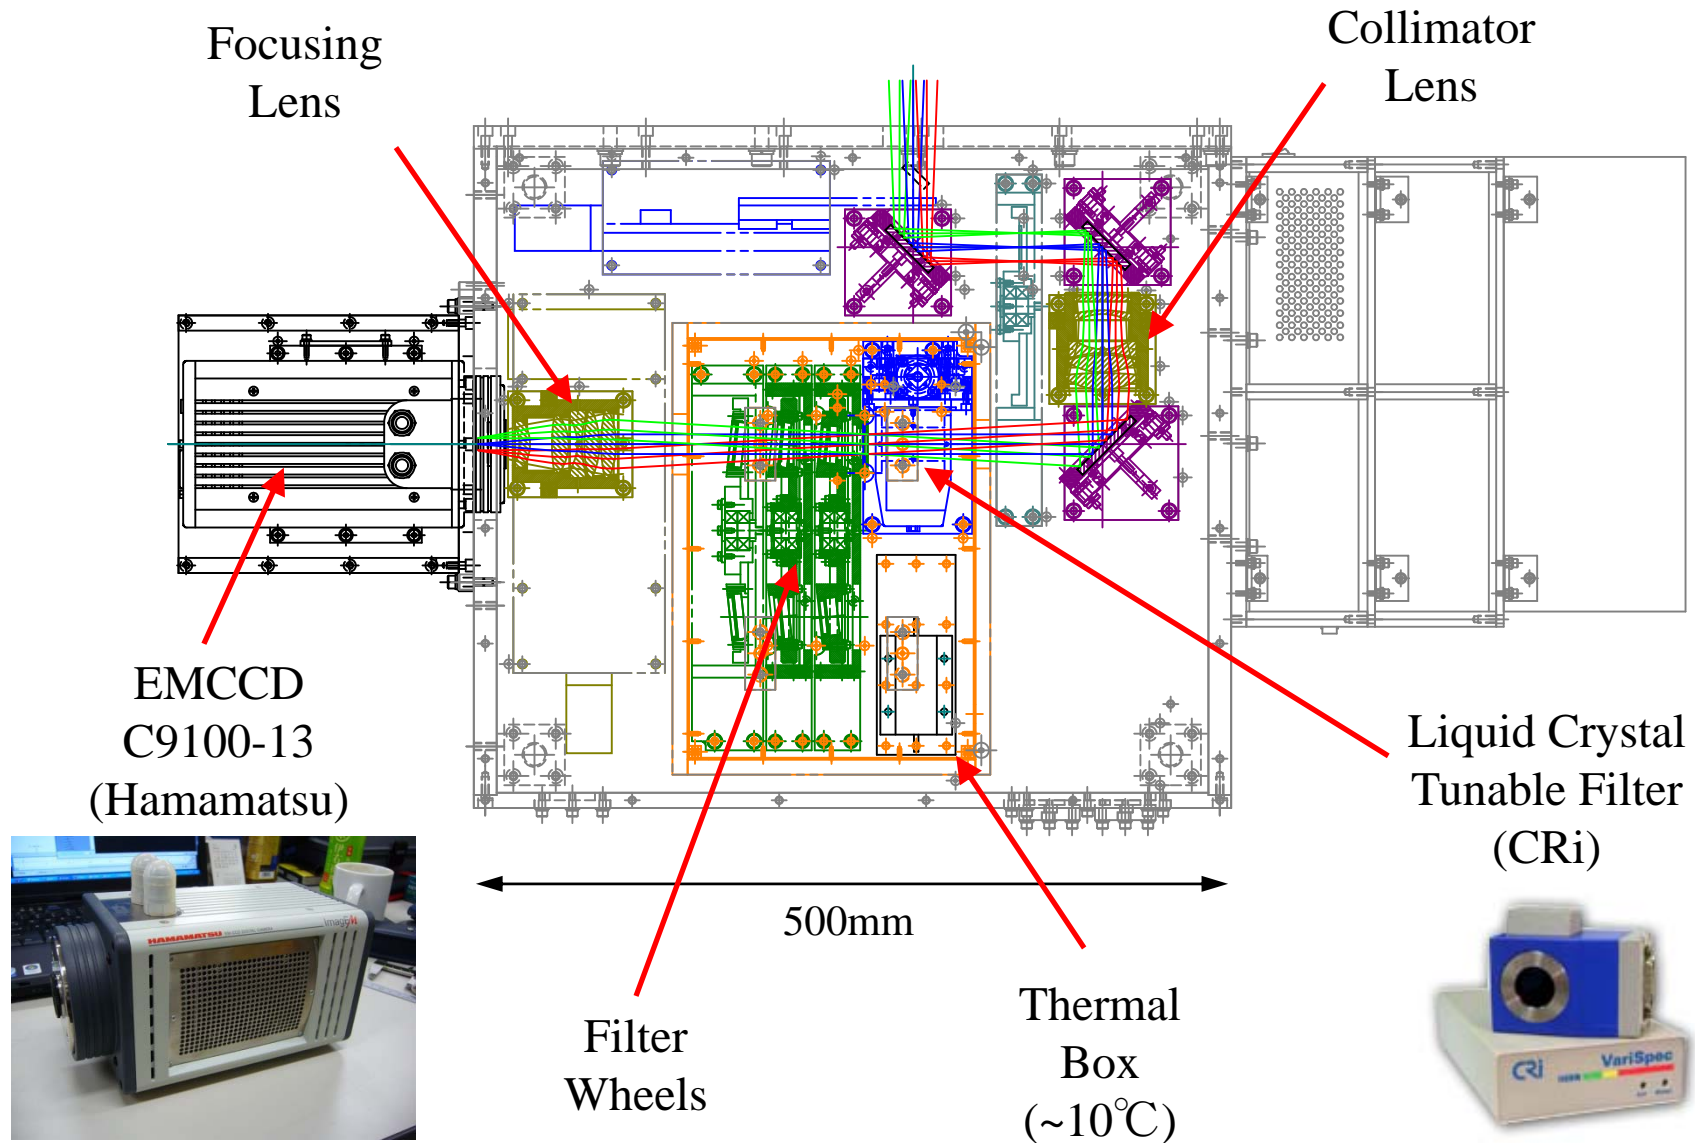 Focusing
Lens
Collimator
Lens
EMCCD
C9100-13
(Hamamatsu)
Liquid Crystal
Tunable Filter
(CRi)
500mm
Filter
Wheels
Thermal
Box
(~10℃)
HAMAMATSU
ImagEM
CRi
VariSpec